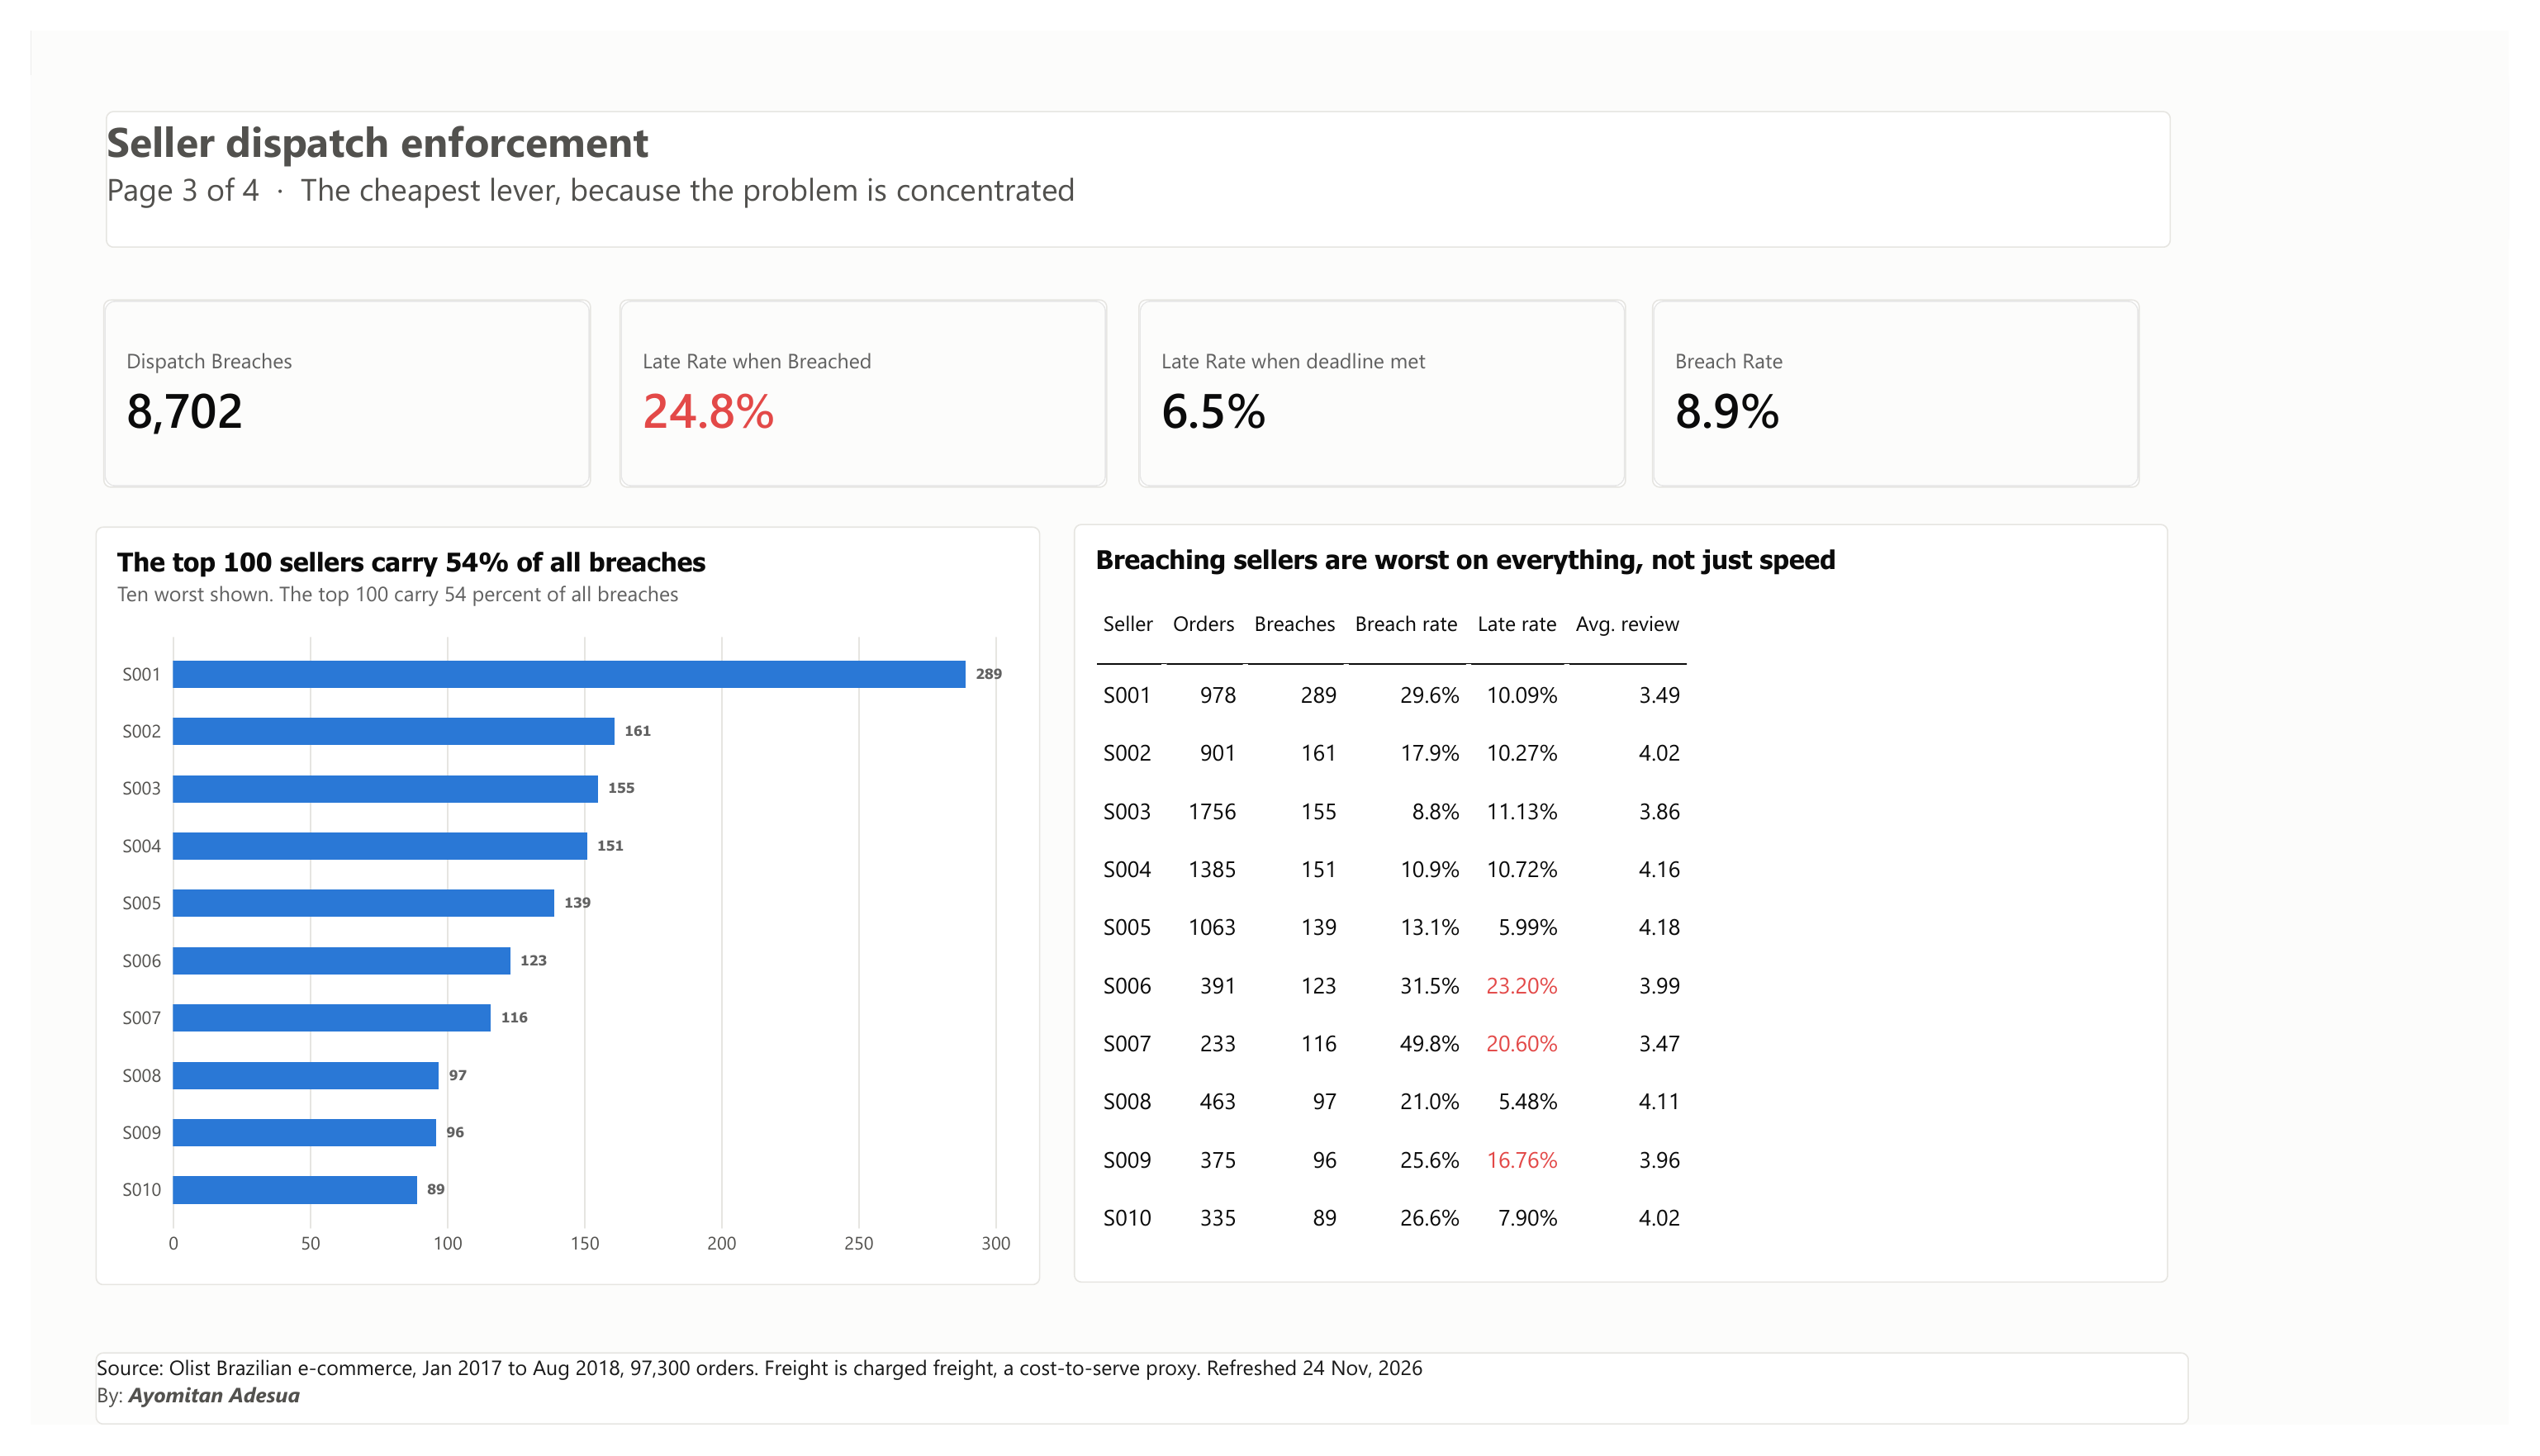 Seller dispatch enforcement
Page 3 of 4 · The cheapest lever, because the problem is concentrated
Dispatch Breaches
8,702
Late Rate when Breached
24.8%
Late Rate when deadline met
6.5%
Breach Rate
8.9%
The top 100 sellers carry 54% of all breaches
Ten worst shown. The top 100 carry 54 percent of all breaches
S001 289
S002 161
S003 155
S004 151
S005 139
S006 123
S007 116
S008 97
S009 96
S010 89
0 50 100 150 200 250 300
Breaching sellers are worst on everything, not just speed
Seller Orders Breaches Breach rate Late rate Avg. review
S001 978 289 29.6% 10.09% 3.49
S002 901 161 17.9% 10.27% 4.02
S003 1756 155 8.8% 11.13% 3.86
S004 1385 151 10.9% 10.72% 4.16
S005 1063 139 13.1% 5.99% 4.18
S006 391 123 31.5% 23.20% 3.99
S007 233 116 49.8% 20.60% 3.47
S008 463 97 21.0% 5.48% 4.11
S009 375 96 25.6% 16.76% 3.96
S010 335 89 26.6% 7.90% 4.02
Source: Olist Brazilian e-commerce, Jan 2017 to Aug 2018, 97,300 orders. Freight is charged freight, a cost-to-serve proxy. Refreshed 24 Nov, 2026
By: Ayomitan Adesua